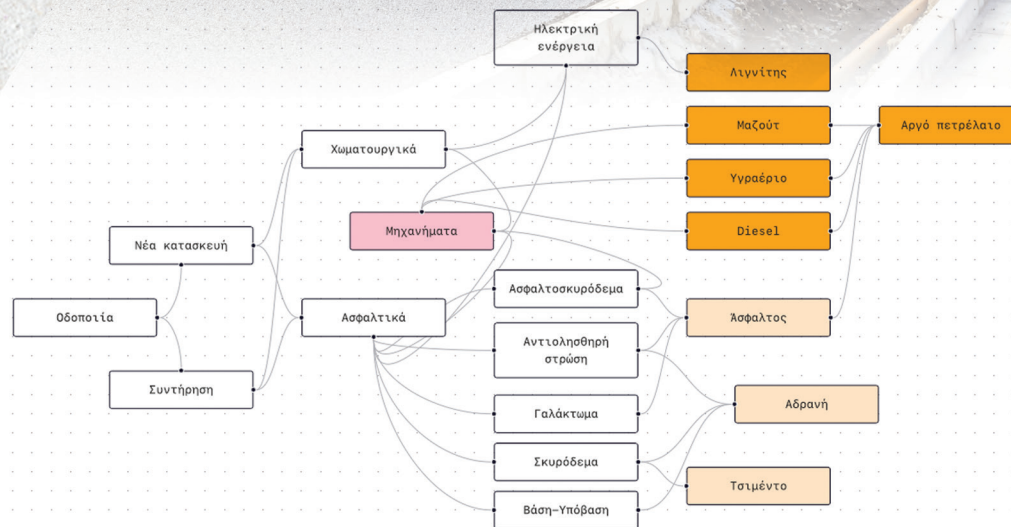 Ηλεκτρική
ενέργεια
Λιγνίτης
Μαζούτ
Αργό πετρέλαιο
Χωματουργικά
Υγραέριο
Μηχανήματα
Diesel
Νέα κατασκευή
Ασφαλτοσκυρόδεμα
Οδοποιία
Ασφαλτικά
Άσφαλτος
Αντιολησθηρή
στρώση
Συντήρηση
Αδρανή
Γαλάκτωμα
Σκυρόδεμα
Τσιμέντο
Βάση-Υπόβαση